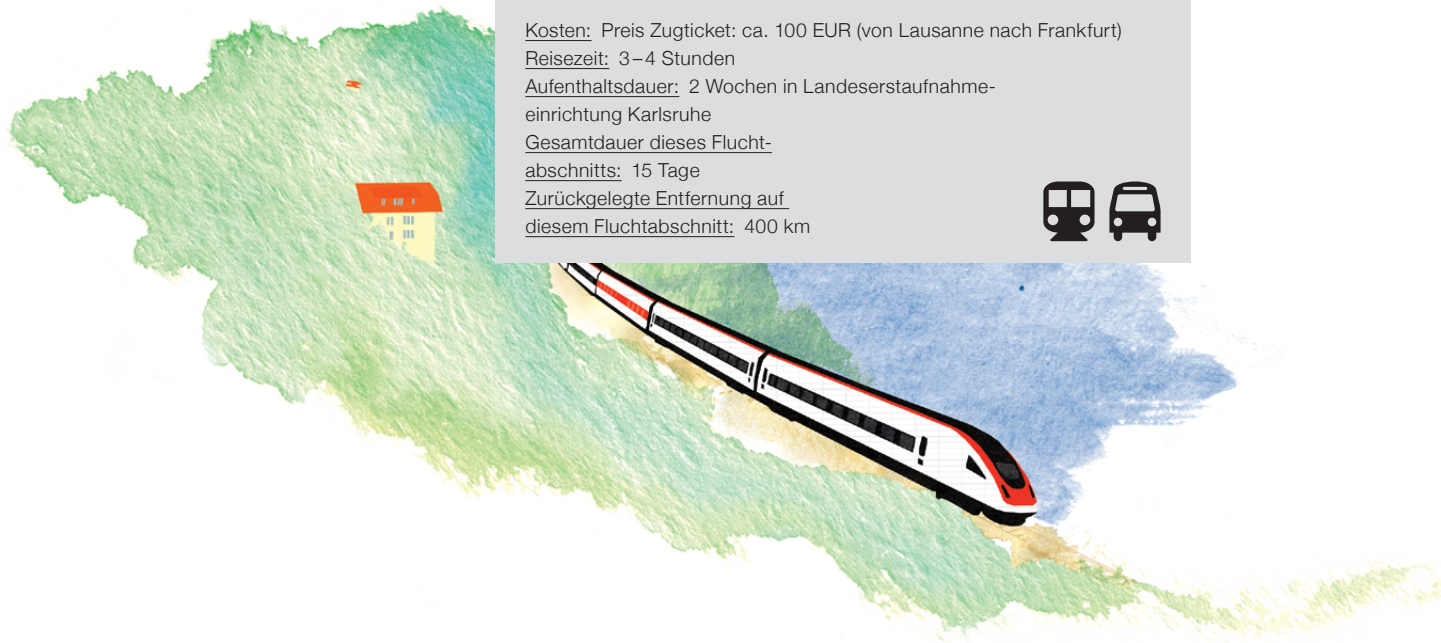 Kosten: Preis Zugticket: ca. 100 EUR (von Lausanne nach Frankfurt)
Reisezeit: 3–4 Stunden
Aufenthaltsdauer: 2 Wochen in Landeserstaufnahme-
einrichtung Karlsruhe
Gesamtdauer dieses Flucht-
abschnitts: 15 Tage
Zurückgelegte Entfernung auf
diesem Fluchtabschnitt: 400 km